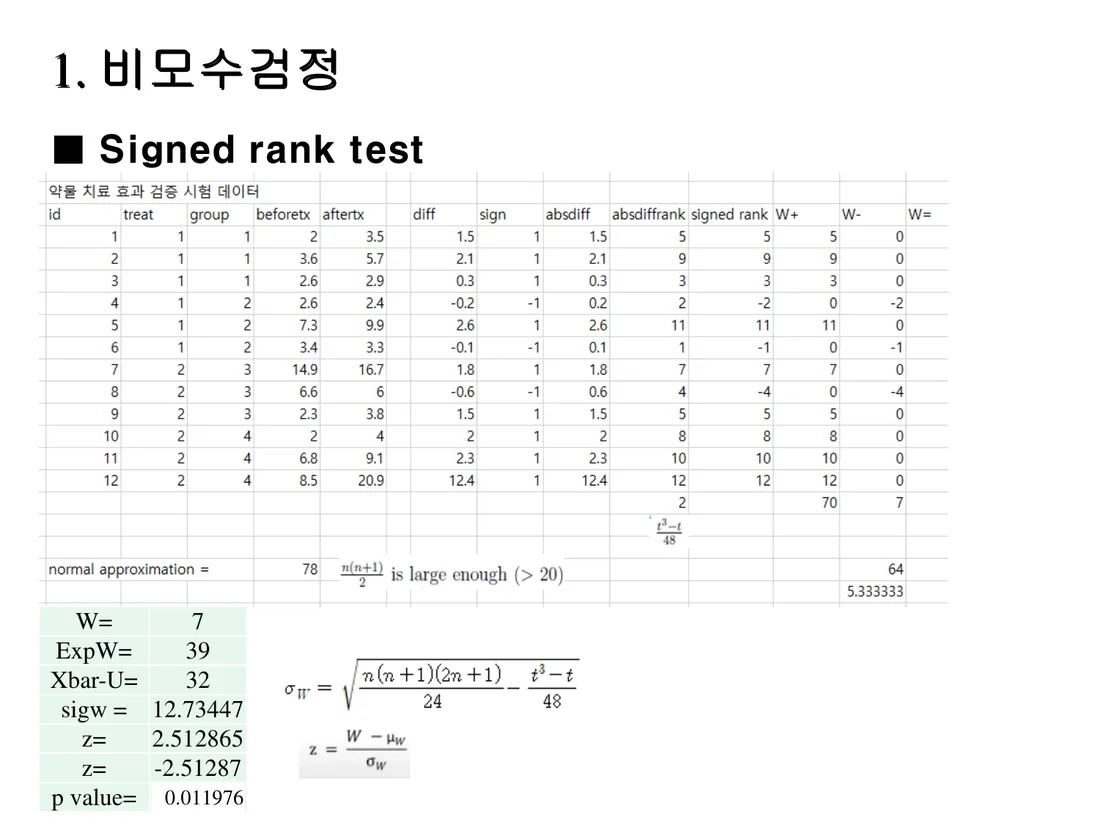 1. 비모수검정
■ Signed rank test
약물 치료 효과 검증 시험 데이터
id treat group beforetx aftertx diff sign absdiff absdiffrank signed rank W+ W- W=
1 1 1 2 3.5 1.5 1 1.5 5 5 5 0
2 1 1 3.6 5.7 2.1 1 2.1 9 9 9 0
3 1 1 2.6 2.9 0.3 1 0.3 3 3 3 0
4 1 2 2.6 2.4 -0.2 -1 0.2 2 -2 0 -2
5 1 2 7.3 9.9 2.6 1 2.6 11 11 11 0
6 1 2 3.4 3.3 -0.1 -1 0.1 1 -1 0 -1
7 2 3 14.9 16.7 1.8 1 1.8 7 7 7 0
8 2 3 6.6 6 -0.6 -1 0.6 4 -4 0 -4
9 2 3 2.3 3.8 1.5 1 1.5 5 5 5 0
10 2 4 2 4 2 1 2 8 8 8 0
11 2 4 6.8 9.1 2.3 1 2.3 10 10 10 0
12 2 4 8.5 20.9 12.4 1 12.4 12 12 12 0
2 70 7
t³−t
48
normal approximation = 78 n(n+1)/2 is large enough (> 20) 64
5.333333
W= 7
ExpW= 39
Xbar-U= 32
sigw = 12.73447
z= 2.512865
z= -2.51287
p value= 0.011976
σW = √(n(n+1)(2n+1)/24 − t³−t/48)
z = W − μW / σW